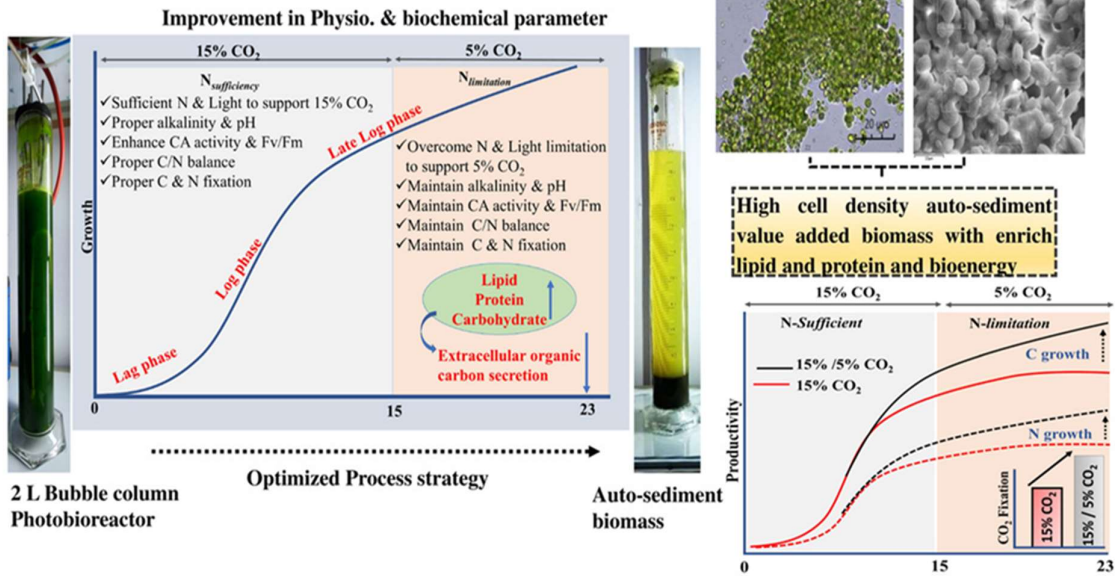 Improvement in Physio. & biochemical parameter
15% CO₂
5% CO₂
N_sufficiency
✓Sufficient N & Light to support 15% CO₂
✓Proper alkalinity & pH
✓Enhance CA activity & Fv/Fm
✓Proper C/N balance
✓Proper C & N fixation
N_limitation
✓Overcome N & Light limitation
to support 5% CO₂
✓Maintain alkalinity & pH
✓Maintain CA activity & Fv/Fm
✓Maintain C/N balance
✓Maintain C & N fixation
Growth
Lag phase
Log phase
Late Log phase
Lipid
Protein
Carbohydrate
Extracellular organic
carbon secretion
0
15
23
Optimized Process strategy
2 L Bubble column
Photobioreactor
Auto-sediment
biomass
20 µm
High cell density auto-sediment
value added biomass with enrich
lipid and protein and bioenergy
15% CO₂
5% CO₂
N-Sufficient
N-limitation
15% /5% CO₂
15% CO₂
C growth
N growth
Productivity
CO₂ Fixation
15% CO₂
15% / 5% CO₂
0
15
23